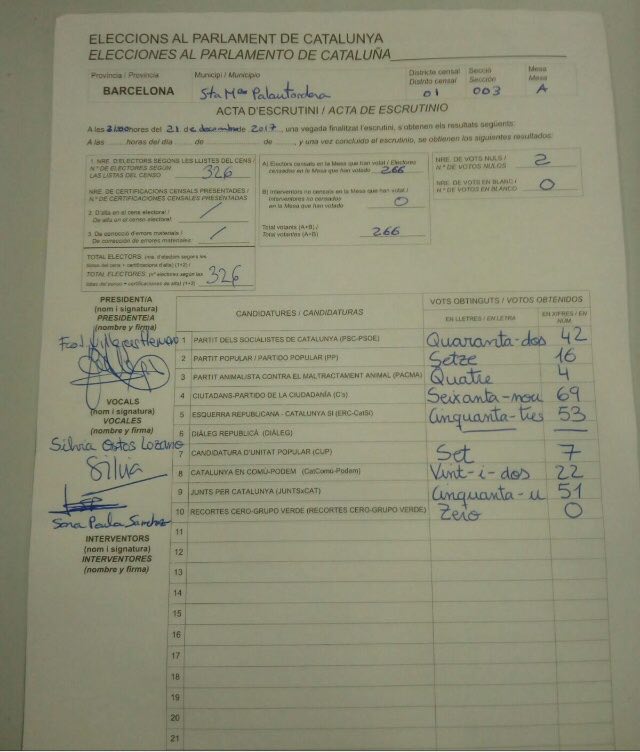 ELECCIONS AL PARLAMENT DE CATALUNYA
ELECCIONES AL PARLAMENTO DE CATALUÑA
Província / Provincia
BARCELONA
Municipi / Municipio
Sta Mª Palautordera
Districte censal
Distrito censal
01
Secció
Sección
003
Mesa
Mesa
A
ACTA D'ESCRUTINI / ACTA DE ESCRUTINIO
A les 21:00 hores del 21 de desembre de 2017, una vegada finalitzat l'escrutini, s'obtenen els resultats següents:
A las horas del día de de , y una vez concluido el escrutinio, se obtienen los siguientes resultados:
1. NRE. D'ELECTORS SEGONS LES LLISTES DEL CENS /
N.º DE ELECTORES SEGÚN
LAS LISTAS DEL CENSO
326
NRE. DE CERTIFICACIONS CENSALS PRESENTADES /
N.º DE CERTIFICACIONES CENSALES PRESENTADAS
2. D'alta en el cens electoral /
De alta en el censo electoral:
/
3. De correcció d'errors materials /
De corrección de errores materiales:
/
TOTAL ELECTORS: (nre. d'electors segons les
llistes del cens + certificacions d'alta) (1+2) /
TOTAL ELECTORES: (nº electores según las
listas del censo + certificaciones de alta) (1+2)
326
A) Electors censats en la Mesa que han votat / Electores
censados en la Mesa que han votado
266
B) Interventors no censats en la Mesa que han votat /
Interventores no censados
en la Mesa que han votado
0
Total votants (A+B) /
Total votantes (A+B)
266
NRE. DE VOTS NULS /
N.º DE VOTOS NULOS
2
NRE. DE VOTS EN BLANC /
N.º DE VOTOS EN BLANCO
0
PRESIDENT/A
(nom i signatura)
PRESIDENTE/A
(nombre y firma)
VOCALS
(nom i signatura)
VOCALES
(nombre y firma)
Silvia Ostos Lozano
Silvia
Sona Paula Sanchez
INTERVENTORS
(nom i signatura)
INTERVENTORES
(nombre y firma)
CANDIDATURES / CANDIDATURAS
VOTS OBTINGUTS / VOTOS OBTENIDOS
EN LLETRES / EN LETRA
EN XIFRES / EN NÚM.
1 PARTIT DELS SOCIALISTES DE CATALUNYA (PSC-PSOE) Quaranta-dos 42
2 PARTIT POPULAR / PARTIDO POPULAR (PP) Setze 16
3 PARTIT ANIMALISTA CONTRA EL MALTRACTAMENT ANIMAL (PACMA) Quatre 4
4 CIUTADANS-PARTIDO DE LA CIUDADANÍA (C's) Seixanta-nou 69
5 ESQUERRA REPUBLICANA - CATALUNYA SÍ (ERC-CatSí) Cinquanta-tres 53
6 DIÀLEG REPUBLICÀ (DIÀLEG)
7 CANDIDATURA D'UNITAT POPULAR (CUP) Set 7
8 CATALUNYA EN COMÚ-PODEM (CatComú-Podem) Vint-i-dos 22
9 JUNTS PER CATALUNYA (JUNTSxCAT) Cinquanta-u 51
10 RECORTES CERO-GRUPO VERDE (RECORTES CERO-GRUPO VERDE) Zero 0
11
12
13
14
15
16
17
18
19
20
21